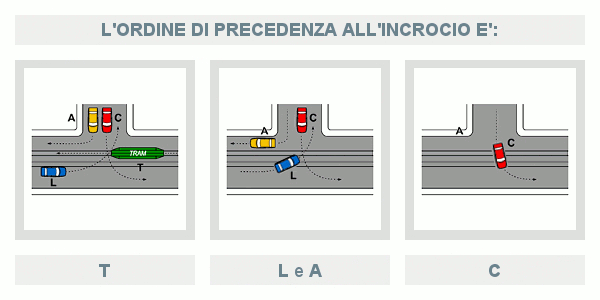 L'ORDINE DI PRECEDENZA ALL'INCROCIO E':
A C
TRAM
T
L
A C
L
A
C
T
L e A
C